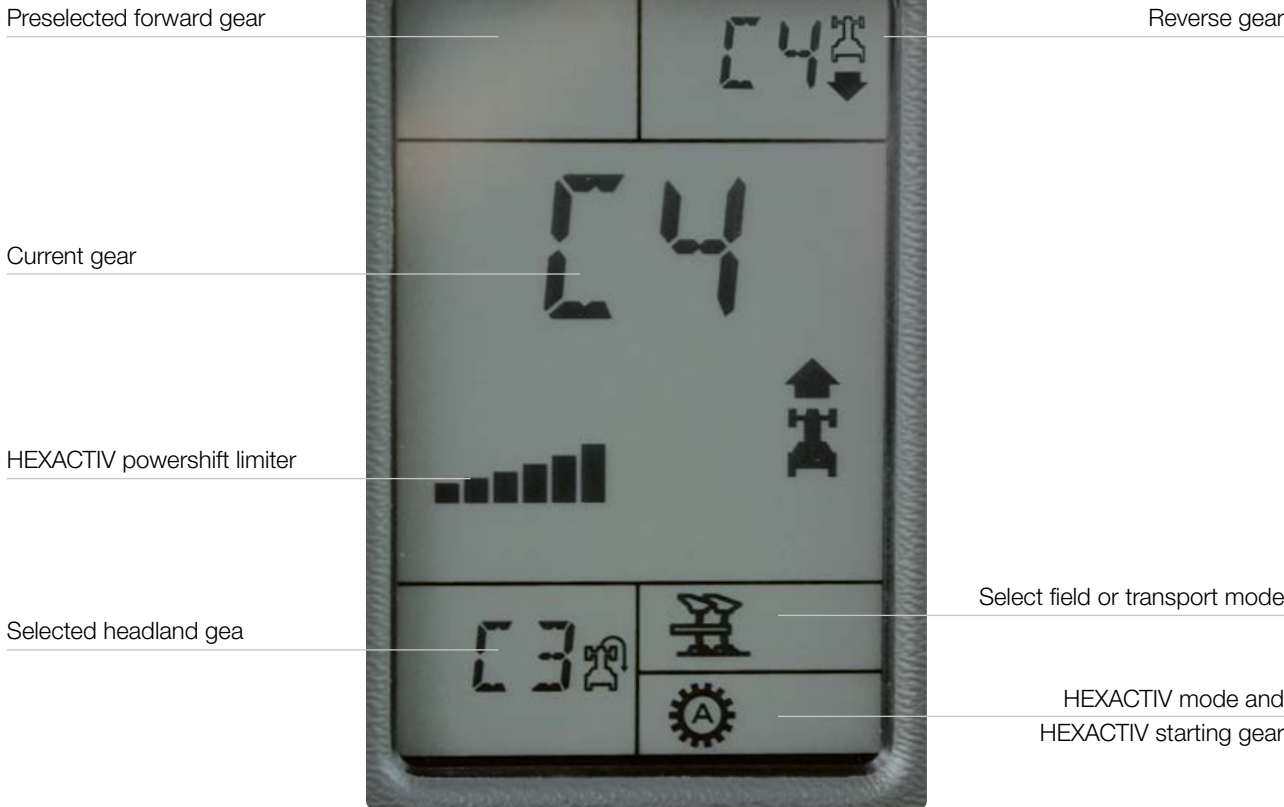 Preselected forward gear
Reverse gear
C4
C4
Current gear
HEXACTIV powershift limiter
Select field or transport mode
Selected headland gea
C3
A
HEXACTIV mode and
HEXACTIV starting gear